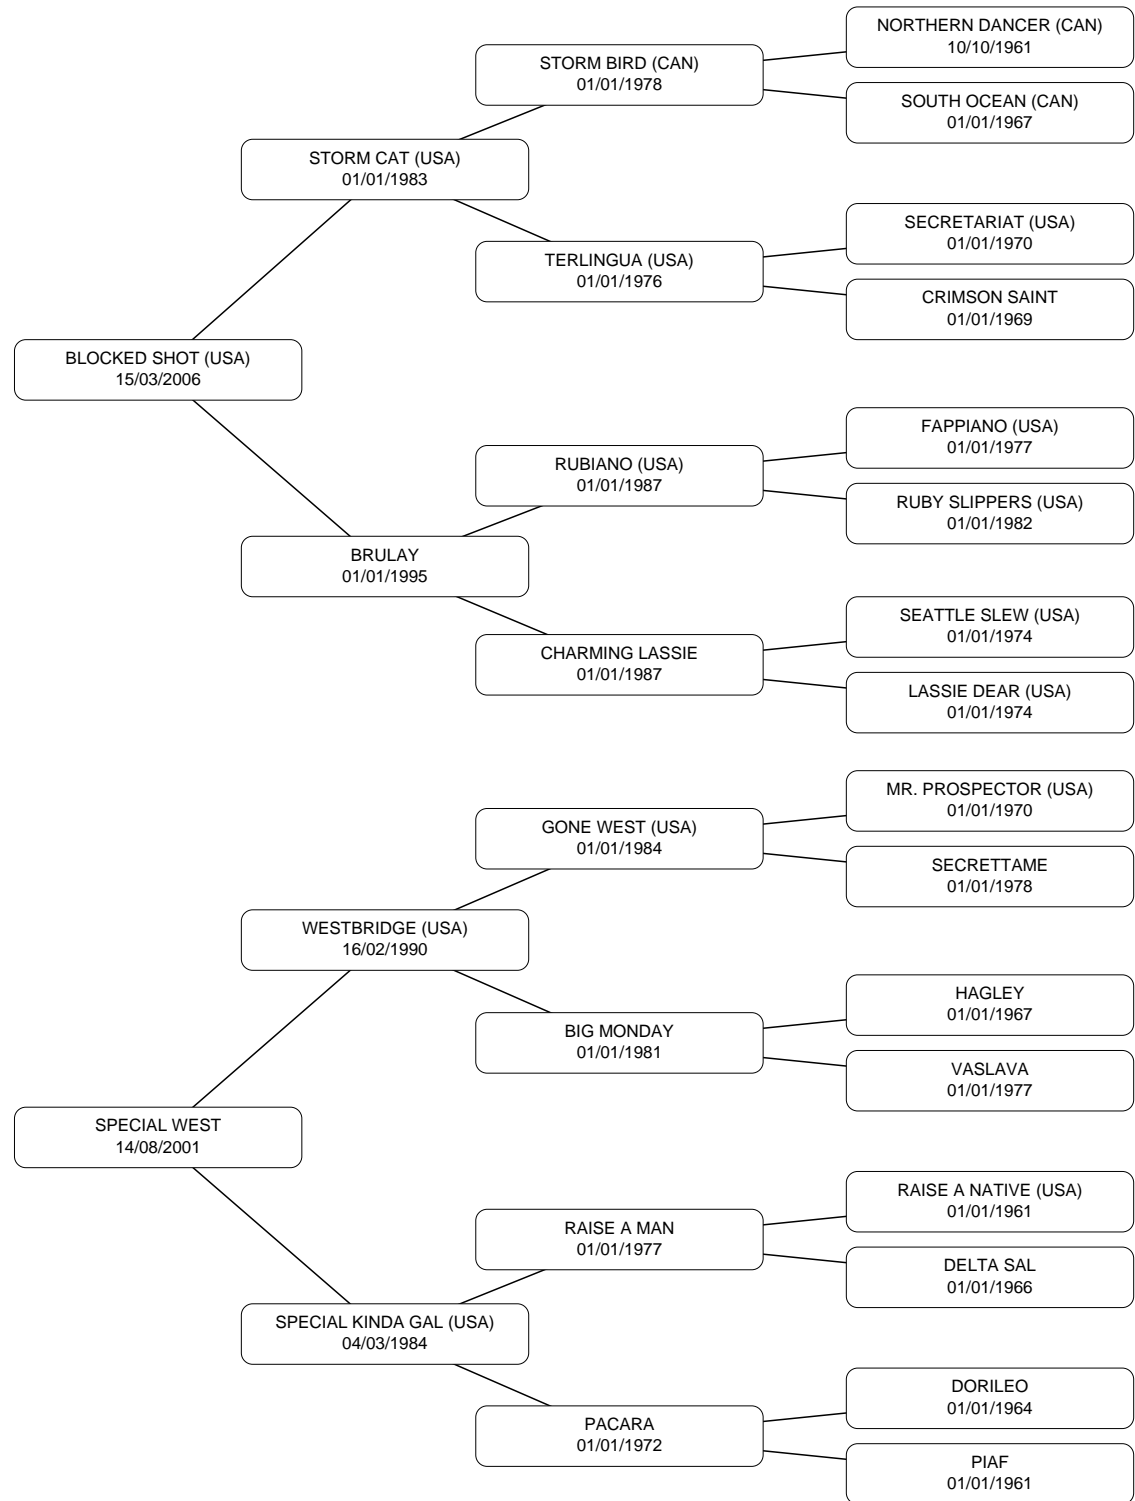 NORTHERN DANCER (CAN)
10/10/1961
STORM BIRD (CAN)
01/01/1978
SOUTH OCEAN (CAN)
01/01/1967
STORM CAT (USA)
01/01/1983
SECRETARIAT (USA)
01/01/1970
TERLINGUA (USA)
01/01/1976
CRIMSON SAINT
01/01/1969
BLOCKED SHOT (USA)
15/03/2006
FAPPIANO (USA)
01/01/1977
RUBIANO (USA)
01/01/1987
RUBY SLIPPERS (USA)
01/01/1982
BRULAY
01/01/1995
SEATTLE SLEW (USA)
01/01/1974
CHARMING LASSIE
01/01/1987
LASSIE DEAR (USA)
01/01/1974
MR. PROSPECTOR (USA)
01/01/1970
GONE WEST (USA)
01/01/1984
SECRETTAME
01/01/1978
WESTBRIDGE (USA)
16/02/1990
HAGLEY
01/01/1967
BIG MONDAY
01/01/1981
VASLAVA
01/01/1977
SPECIAL WEST
14/08/2001
RAISE A NATIVE (USA)
01/01/1961
RAISE A MAN
01/01/1977
DELTA SAL
01/01/1966
SPECIAL KINDA GAL (USA)
04/03/1984
DORILEO
01/01/1964
PACARA
01/01/1972
PIAF
01/01/1961